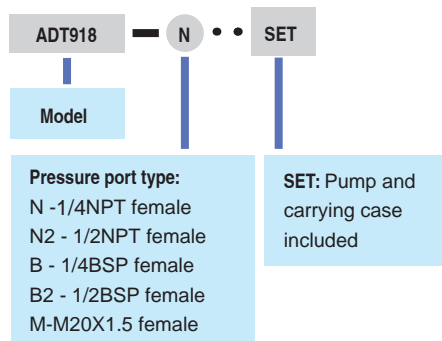 ADT918 — N •• SET
Model
Pressure port type:
N -1/4NPT female
N2 - 1/2NPT female
B - 1/4BSP female
B2 - 1/2BSP female
M-M20X1.5 female
SET: Pump and
carrying case
included